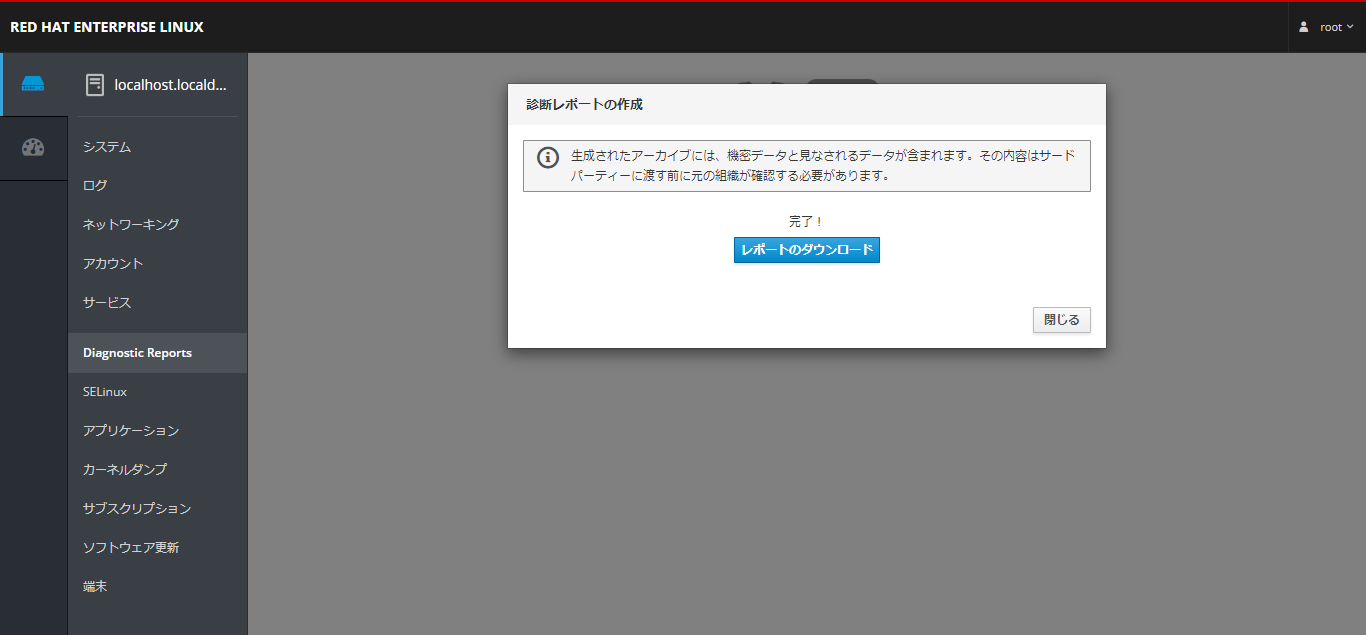 RED HAT ENTERPRISE LINUX
root
localhost.locald...
システム
ログ
ネットワーキング
アカウント
サービス
Diagnostic Reports
SELinux
アプリケーション
カーネルダンプ
サブスクリプション
ソフトウェア更新
端末
診断レポートの作成
生成されたアーカイブには、機密データと見なされるデータが含まれます。その内容はサード
パーティーに渡す前に元の組織が確認する必要があります。
完了！
レポートのダウンロード
閉じる